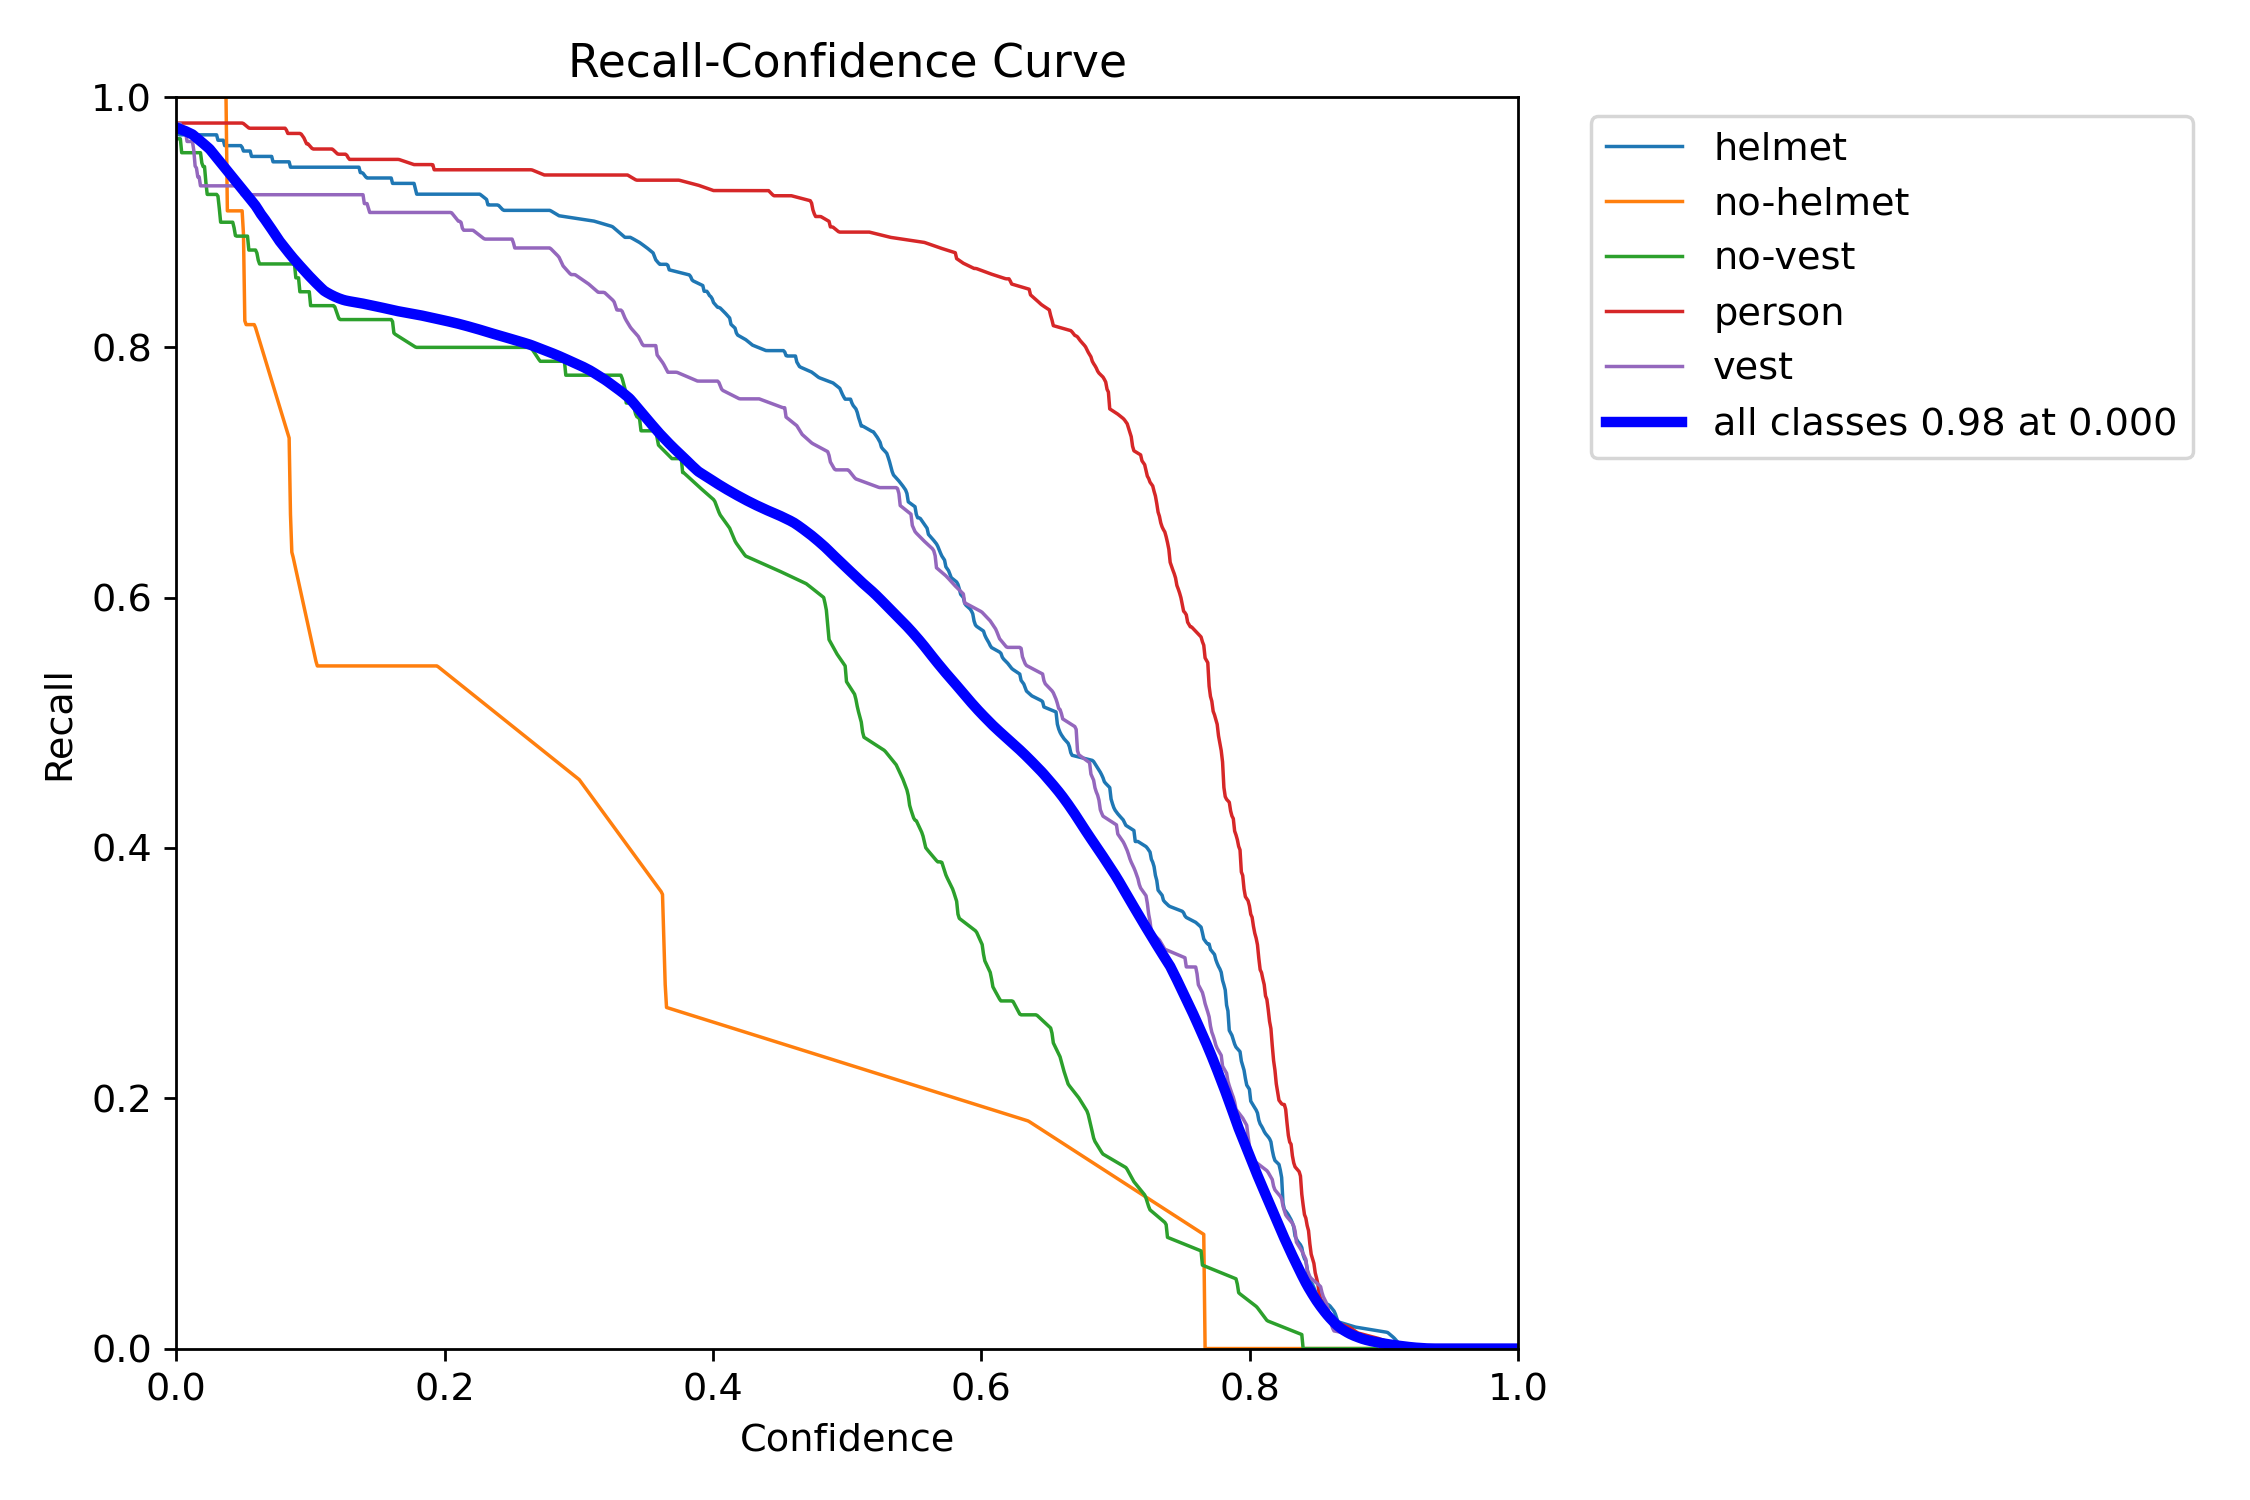 Recall-Confidence Curve
1.0
0.8
0.6
0.4
0.2
0.0
Recall
0.0 0.2 0.4 0.6 0.8 1.0
Confidence
helmet
no-helmet
no-vest
person
vest
all classes 0.98 at 0.000